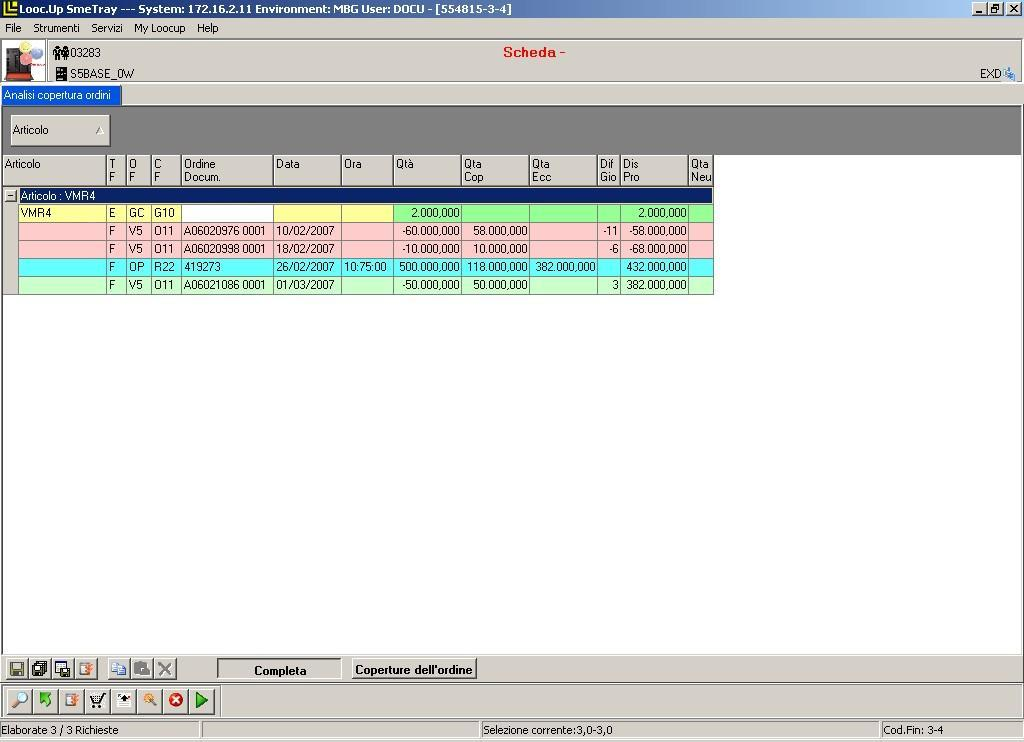 Looc.Up SmeTray --- System: 172.16.2.11 Environment: MBG User: DOCU - [554815-3-4]
File Strumenti Servizi My Loocup Help
03283
Scheda -
S5BASE_0W
EXD
Analisi copertura ordini
Articolo
Articolo T F O F C F Ordine Docum. Data Ora Qtà Qta Cop Qta Ecc Dif Gio Dis Pro Qta Neu
Articolo : VMR4
VMR4 E GC G10 2.000,000 2.000,000
F V5 O11 A06020976 0001 10/02/2007 -60.000,000 58.000,000 -11 -58.000,000
F V5 O11 A06020998 0001 18/02/2007 -10.000,000 10.000,000 -6 -68.000,000
F OP R22 419273 26/02/2007 10:75:00 500.000,000 118.000,000 382.000,000 432.000,000
F V5 O11 A06021086 0001 01/03/2007 -50.000,000 50.000,000 3 382.000,000
Completa Coperture dell'ordine
Elaborate 3 / 3 Richieste Selezione corrente:3,0-3,0 Cod.Fin: 3-4